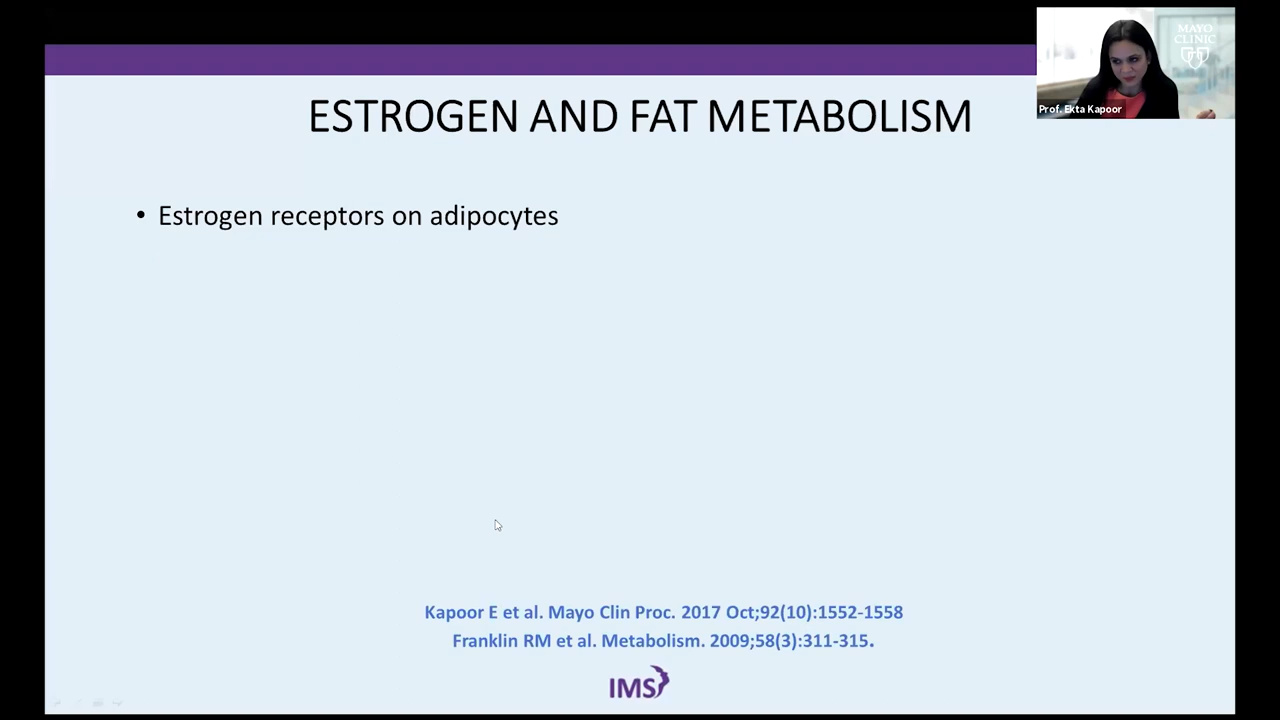 MAYO
CLINIC
Prof. Ekta Kapoor
ESTROGEN AND FAT METABOLISM
• Estrogen receptors on adipocytes
Kapoor E et al. Mayo Clin Proc. 2017 Oct;92(10):1552-1558
Franklin RM et al. Metabolism. 2009;58(3):311-315.
IMS